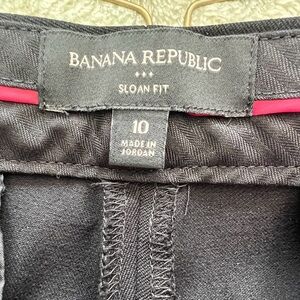 BANANA REPUBLIC
SLOAN FIT
10
MADE IN
JORDAN